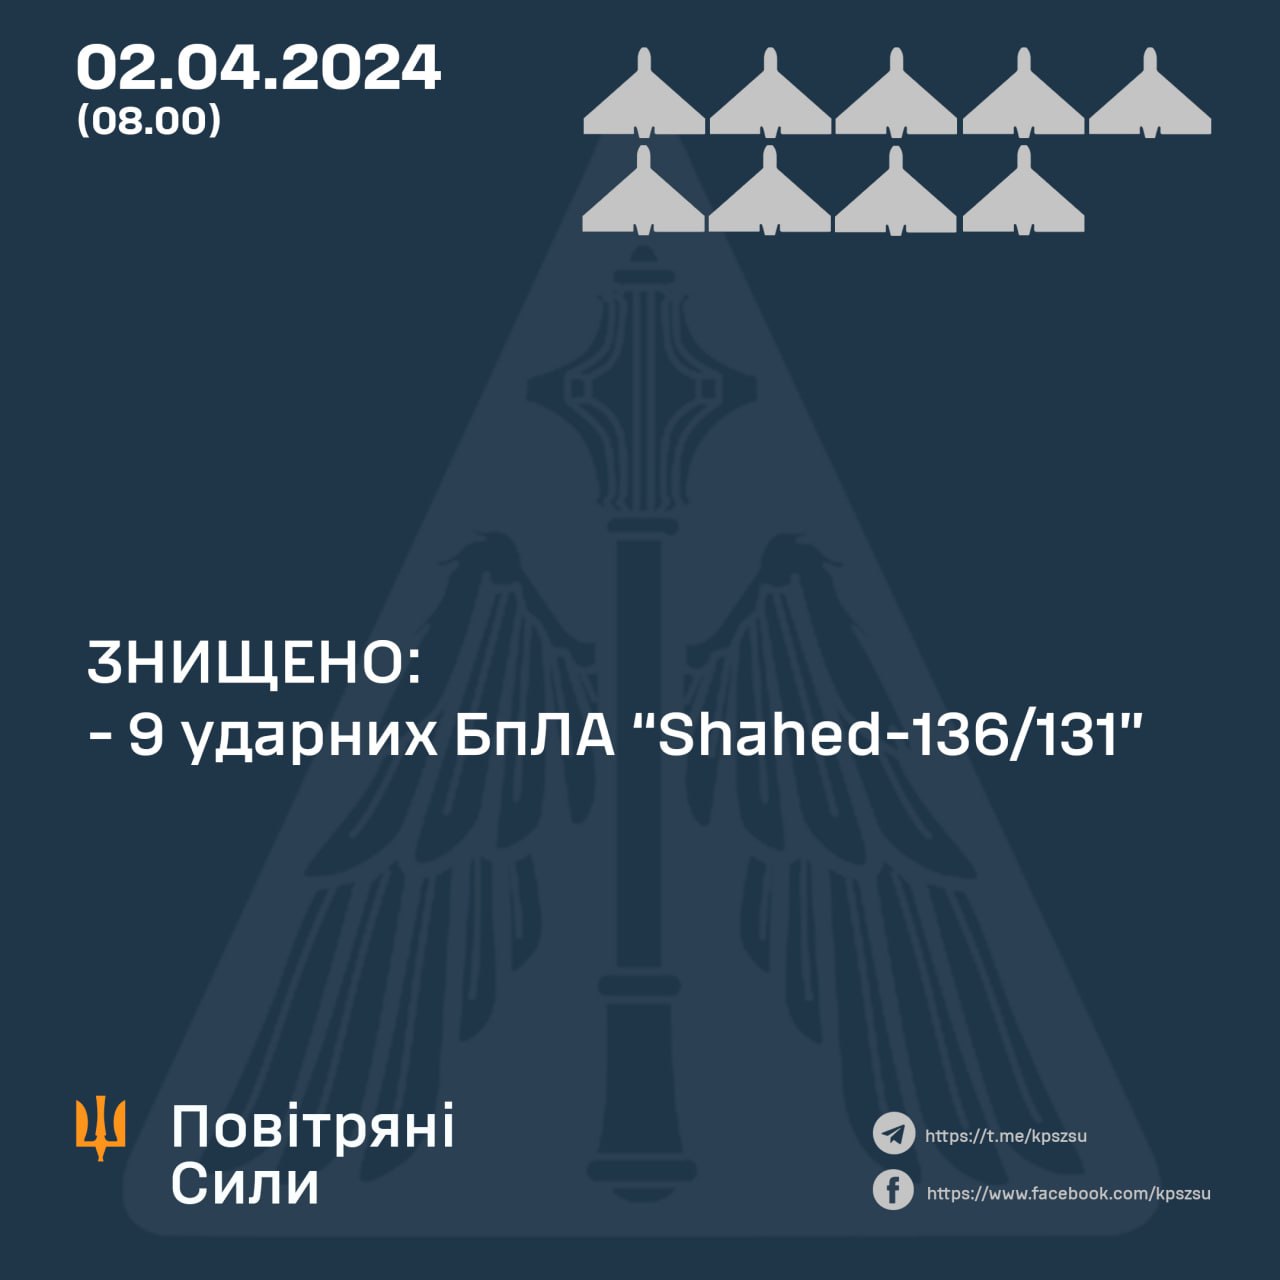 02.04.2024
(08.00)
ЗНИЩЕНО:
- 9 ударних БпЛА “Shahed-136/131”
Повітряні
Сили
https://t.me/kpszsu
https://www.facebook.com/kpszsu